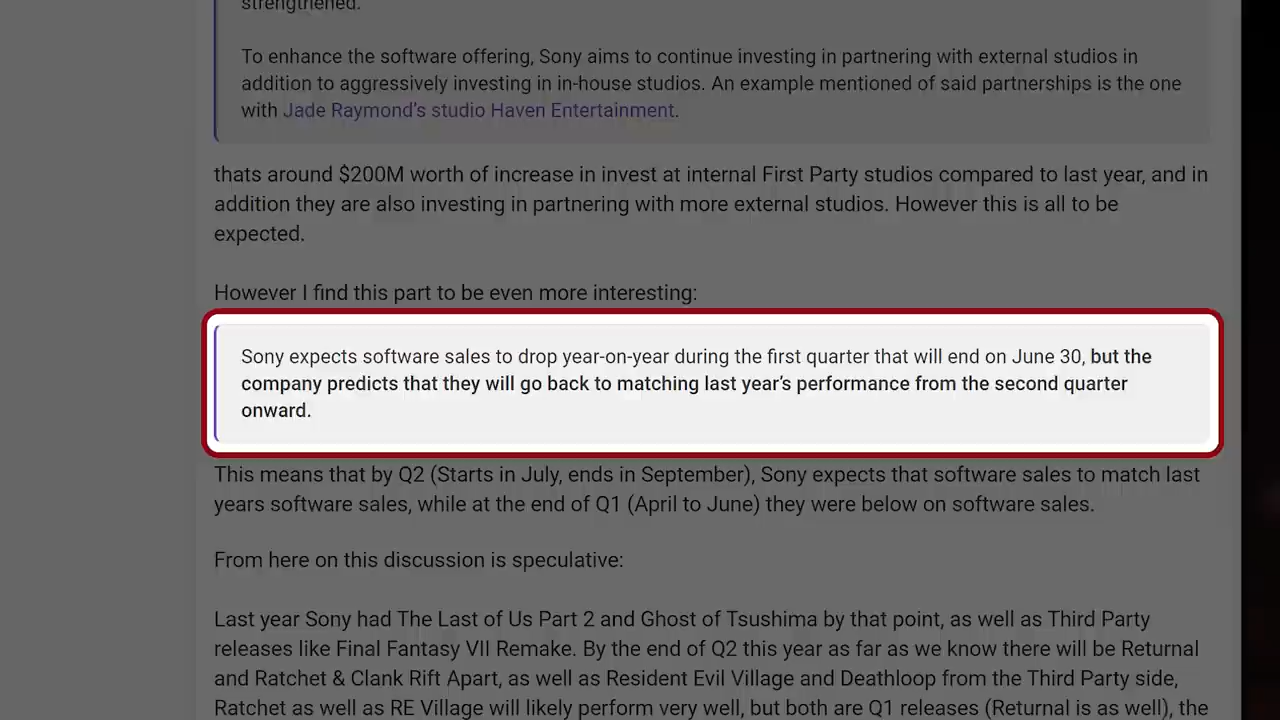 strengthened.
To enhance the software offering, Sony aims to continue investing in partnering with external studios in
addition to aggressively investing in in-house studios. An example mentioned of said partnerships is the one
with Jade Raymond's studio Haven Entertainment.
thats around $200M worth of increase in invest at internal First Party studios compared to last year, and in
addition they are also investing in partnering with more external studios. However this is all to be
expected.
However I find this part to be even more interesting:
Sony expects software sales to drop year-on-year during the first quarter that will end on June 30, but the
company predicts that they will go back to matching last year's performance from the second quarter
onward.
This means that by Q2 (Starts in July, ends in September), Sony expects that software sales to match last
years software sales, while at the end of Q1 (April to June) they were below on software sales.
From here on this discussion is speculative:
Last year Sony had The Last of Us Part 2 and Ghost of Tsushima by that point, as well as Third Party
releases like Final Fantasy VII Remake. By the end of Q2 this year as far as we know there will be Returnal
and Ratchet & Clank Rift Apart, as well as Resident Evil Village and Deathloop from the Third Party side,
Ratchet as well as RE Village will likely perform very well, but both are Q1 releases (Returnal is as well), the